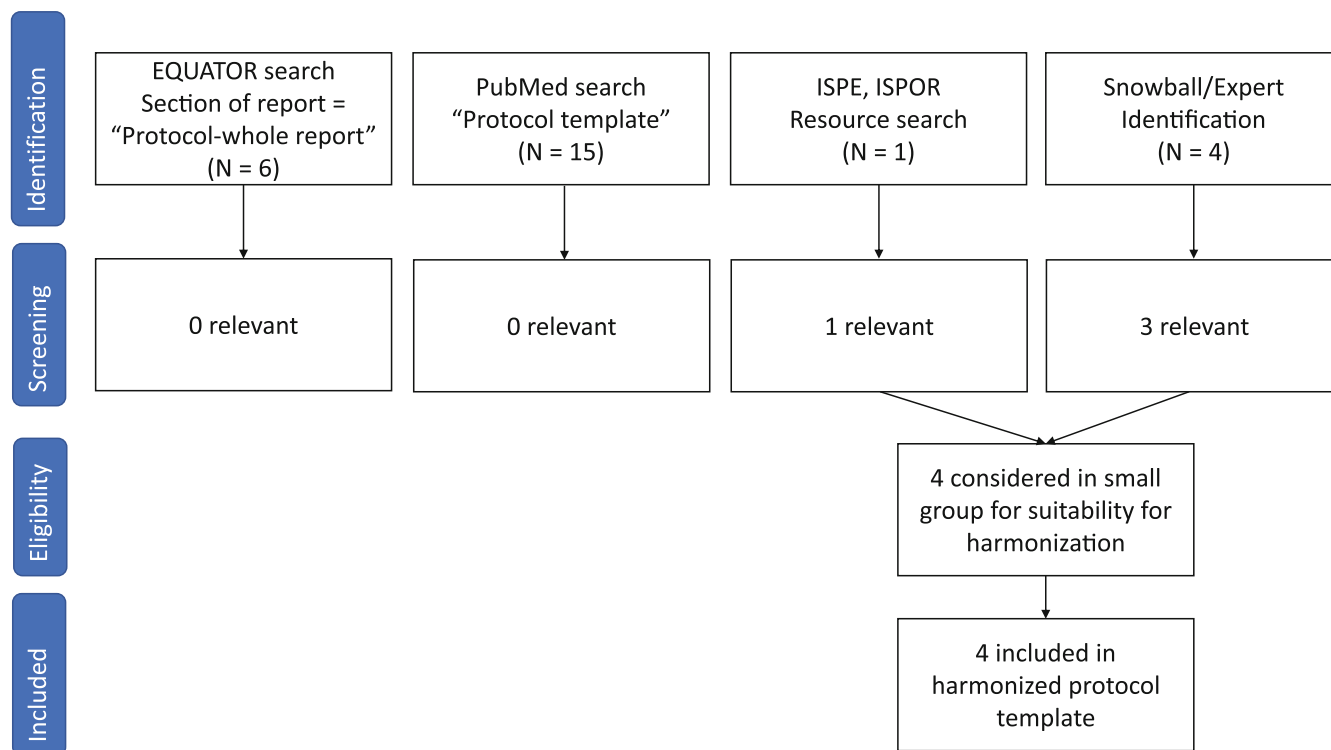 Identification
EQUATOR search
Section of report =
“Protocol-whole report”
(N = 6)
PubMed search
“Protocol template”
(N = 15)
ISPE, ISPOR
Resource search
(N = 1)
Snowball/Expert
Identification
(N = 4)
Screening
0 relevant
0 relevant
1 relevant
3 relevant
Eligibility
4 considered in small
group for suitability for
harmonization
Included
4 included in
harmonized protocol
template